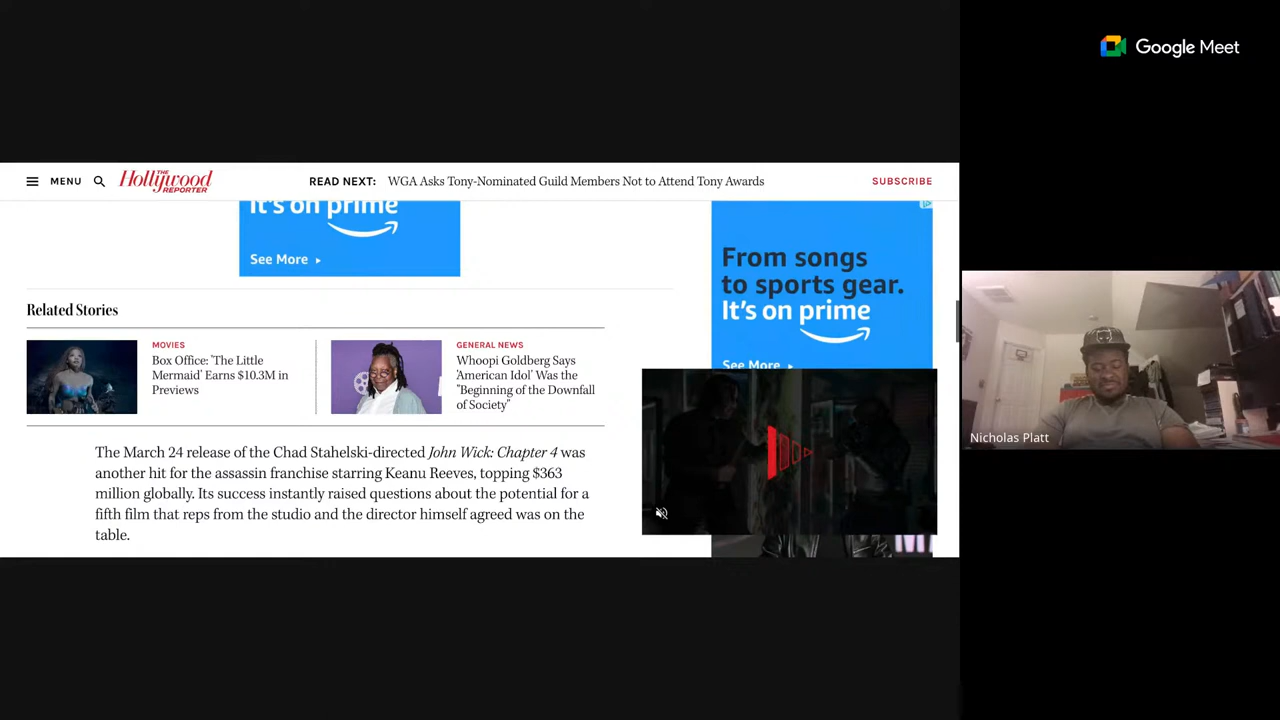 Google Meet
MENU
THE
Hollywood
REPORTER
READ NEXT: WGA Asks Tony-Nominated Guild Members Not to Attend Tony Awards
SUBSCRIBE
It's on prime
See More
From songs
to sports gear.
It's on prime
See More
Related Stories
MOVIES
Box Office: 'The Little
Mermaid' Earns $10.3M in
Previews
GENERAL NEWS
Whoopi Goldberg Says
'American Idol' Was the
"Beginning of the Downfall
of Society"
The March 24 release of the Chad Stahelski-directed John Wick: Chapter 4 was
another hit for the assassin franchise starring Keanu Reeves, topping $363
million globally. Its success instantly raised questions about the potential for a
fifth film that reps from the studio and the director himself agreed was on the
table.
Nicholas Platt